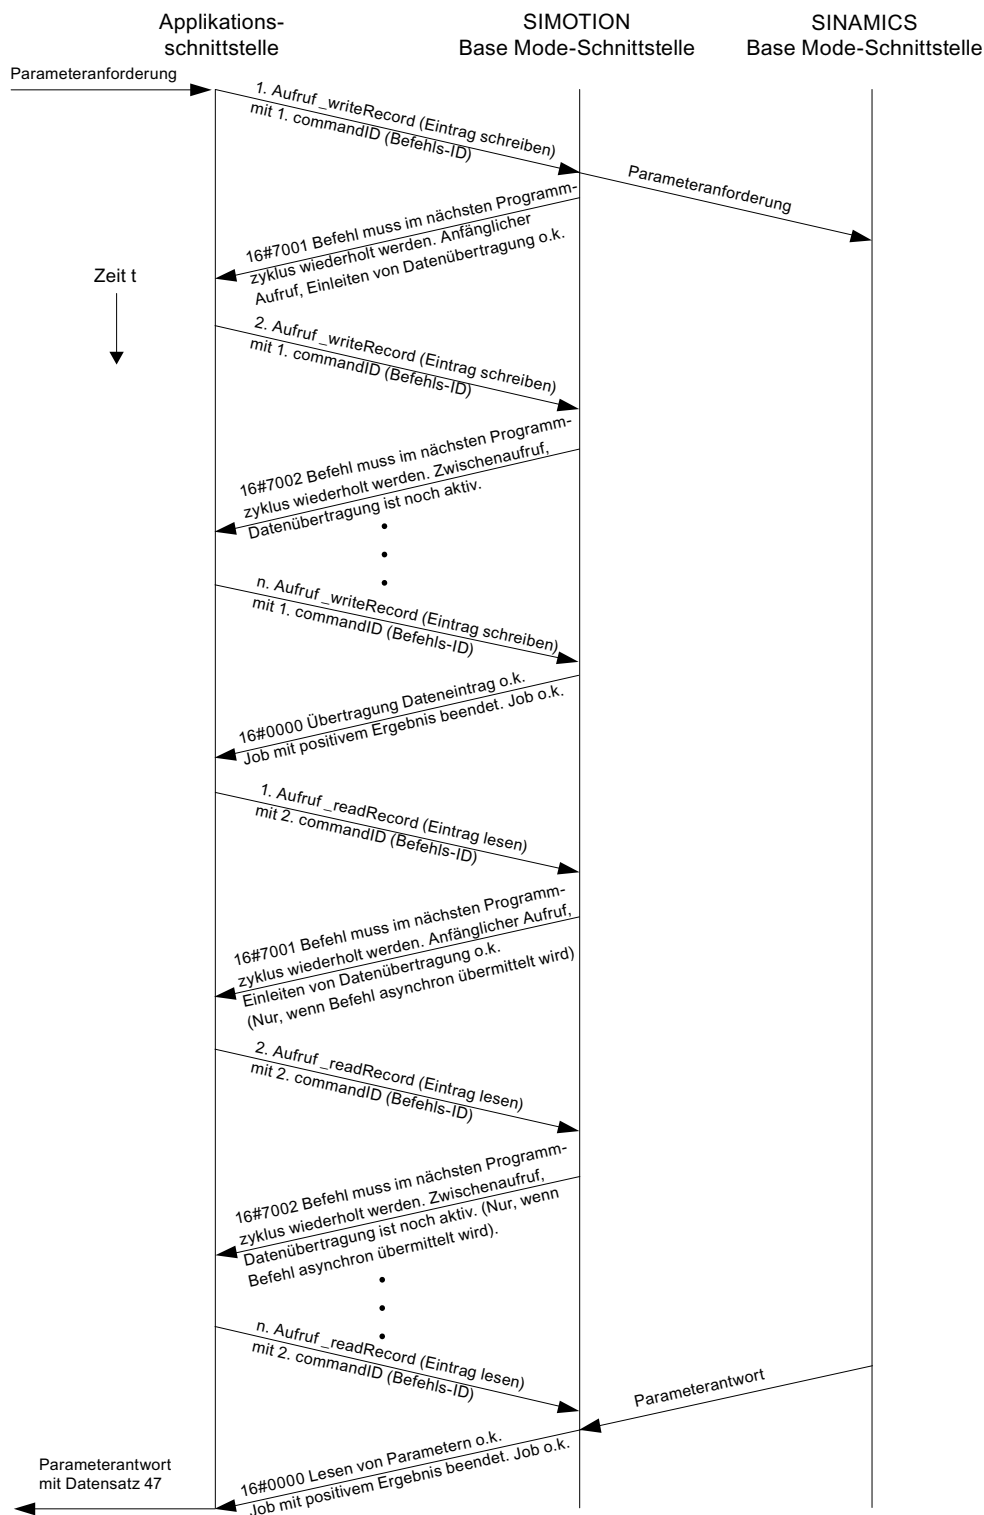 Applikations-
schnittstelle
SIMOTION
Base Mode-Schnittstelle
SINAMICS
Base Mode-Schnittstelle
Parameteranforderung
1. Aufruf _writeRecord (Eintrag schreiben)
mit 1. commandID (Befehls-ID)
Parameteranforderung
16#7001 Befehl muss im nächsten Programm-
zyklus wiederholt werden. Anfänglicher
Aufruf, Einleiten von Datenübertragung o.k.
Zeit t
2. Aufruf _writeRecord (Eintrag schreiben)
mit 1. commandID (Befehls-ID)
16#7002 Befehl muss im nächsten Programm-
zyklus wiederholt werden. Zwischenaufruf,
Datenübertragung ist noch aktiv.
n. Aufruf _writeRecord (Eintrag schreiben)
mit 1. commandID (Befehls-ID)
16#0000 Übertragung Dateneintrag o.k.
Job mit positivem Ergebnis beendet. Job o.k.
1. Aufruf _readRecord (Eintrag lesen)
mit 2. commandID (Befehls-ID)
16#7001 Befehl muss im nächsten Programm-
zyklus wiederholt werden. Anfänglicher Aufruf,
Einleiten von Datenübertragung o.k.
(Nur, wenn Befehl asynchron übermittelt wird)
2. Aufruf _readRecord (Eintrag lesen)
mit 2. commandID (Befehls-ID)
16#7002 Befehl muss im nächsten Programm-
zyklus wiederholt werden. Zwischenaufruf,
Datenübertragung ist noch aktiv. (Nur, wenn
Befehl asynchron übermittelt wird).
n. Aufruf _readRecord (Eintrag lesen)
mit 2. commandID (Befehls-ID)
Parameterantwort
16#0000 Lesen von Parametern o.k.
Job mit positivem Ergebnis beendet. Job o.k.
Parameterantwort
mit Datensatz 47